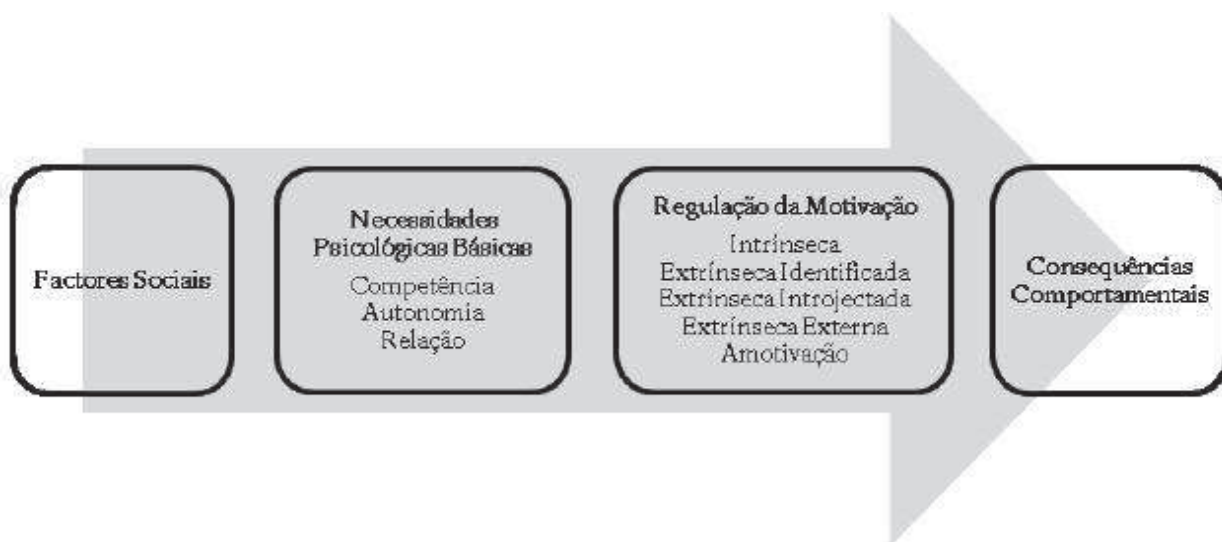 Factores Sociais
Necessidades
Psicológicas Básicas
Competência
Autonomia
Relação
Regulação da Motivação
Intrínseca
Extrínseca Identificada
Extrínseca Introjectada
Extrínseca Externa
Amotivação
Consequências
Comportamentais